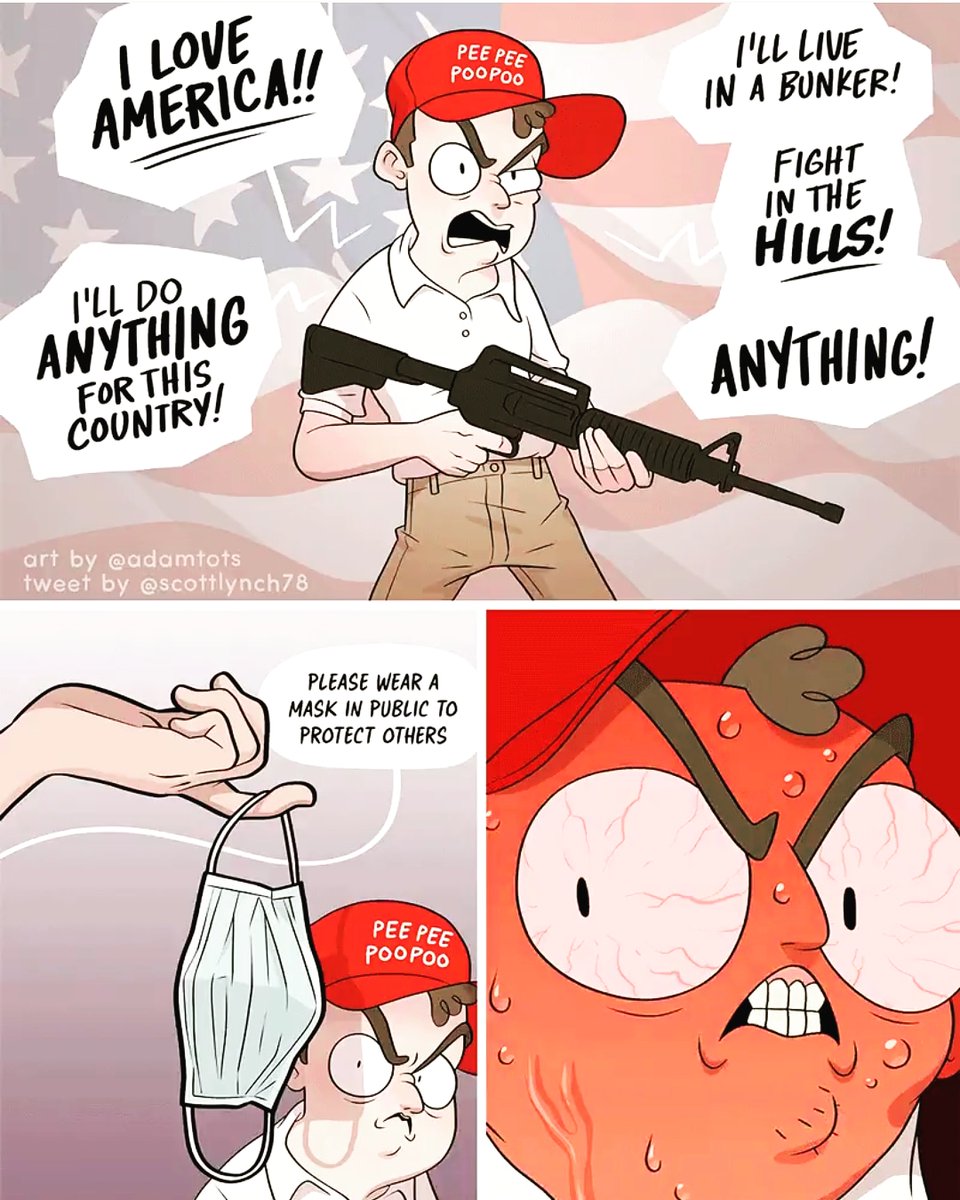 I LOVE
AMERICA!!
PEE PEE
POOPOO
I'LL LIVE
IN A BUNKER!
FIGHT
IN THE
HILLS!
I'LL DO
ANYTHING
FOR THIS
COUNTRY!
ANYTHING!
art by @adamtots
tweet by @scottlynch78
PLEASE WEAR A
MASK IN PUBLIC TO
PROTECT OTHERS
PEE PEE
POOPOO